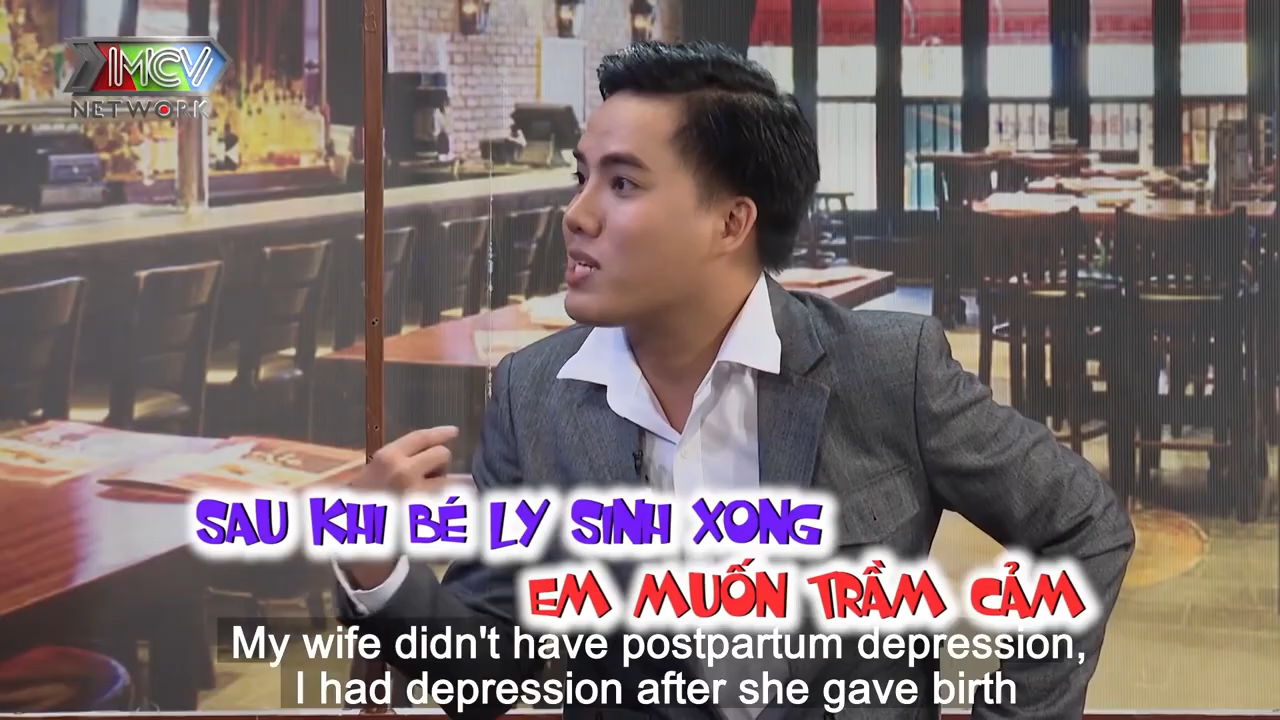 MCV
NETWORK
SAU KHI BÉ LY SINH XONG
EM MUỐN TRẦM CẢM
My wife didn't have postpartum depression,
I had depression after she gave birth